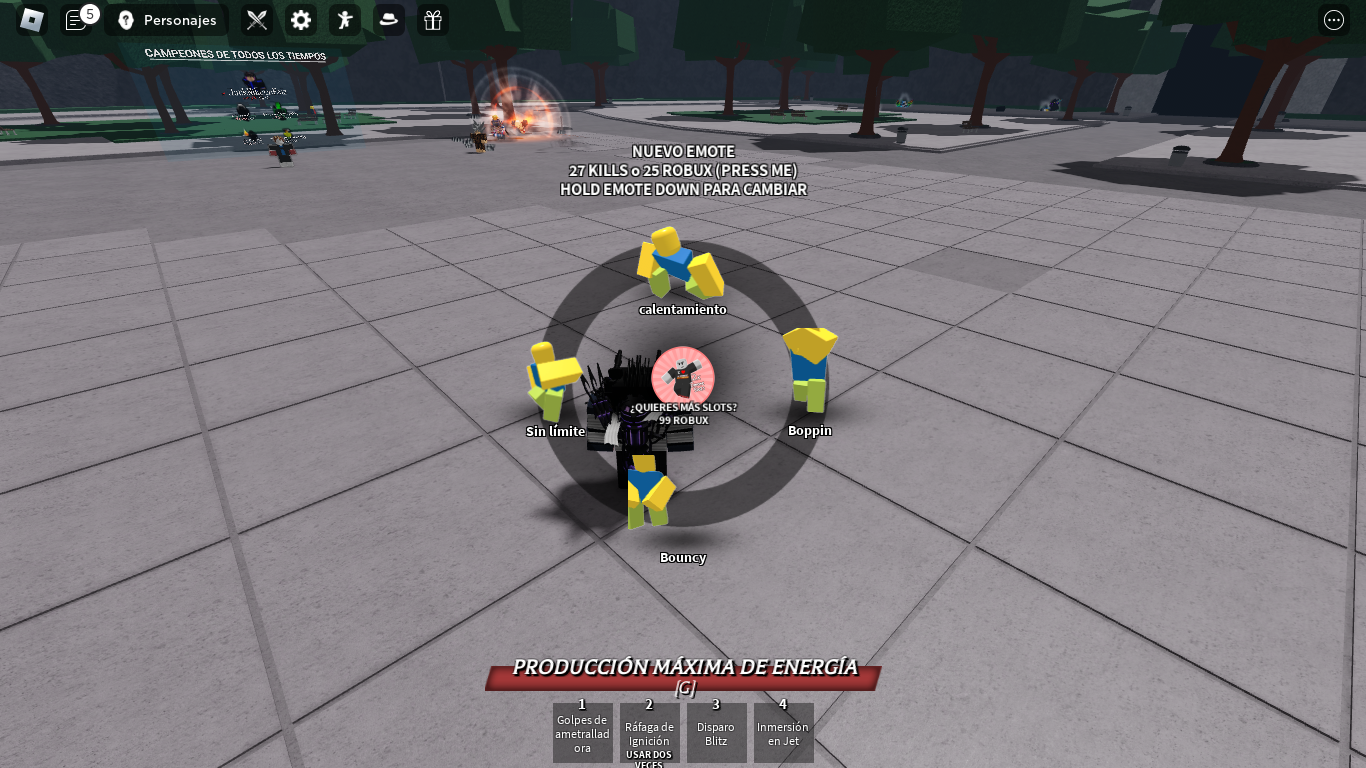 5
Personajes
CAMPEONES DE TODOS LOS TIEMPOS
NUEVO EMOTE
27 KILLS o 25 ROBUX (PRESS ME)
HOLD EMOTE DOWN PARA CAMBIAR
calentamiento
Sin límite
¿QUIERES MÁS SLOTS?
99 ROBUX
Boppin
Bouncy
PRODUCCIÓN MÁXIMA DE ENERGÍA
[G]
1
Golpes de
ametrallad
ora
2
Ráfaga de
Ignición
USAR DOS
VECES
3
Disparo
Blitz
4
Inmersión
en Jet